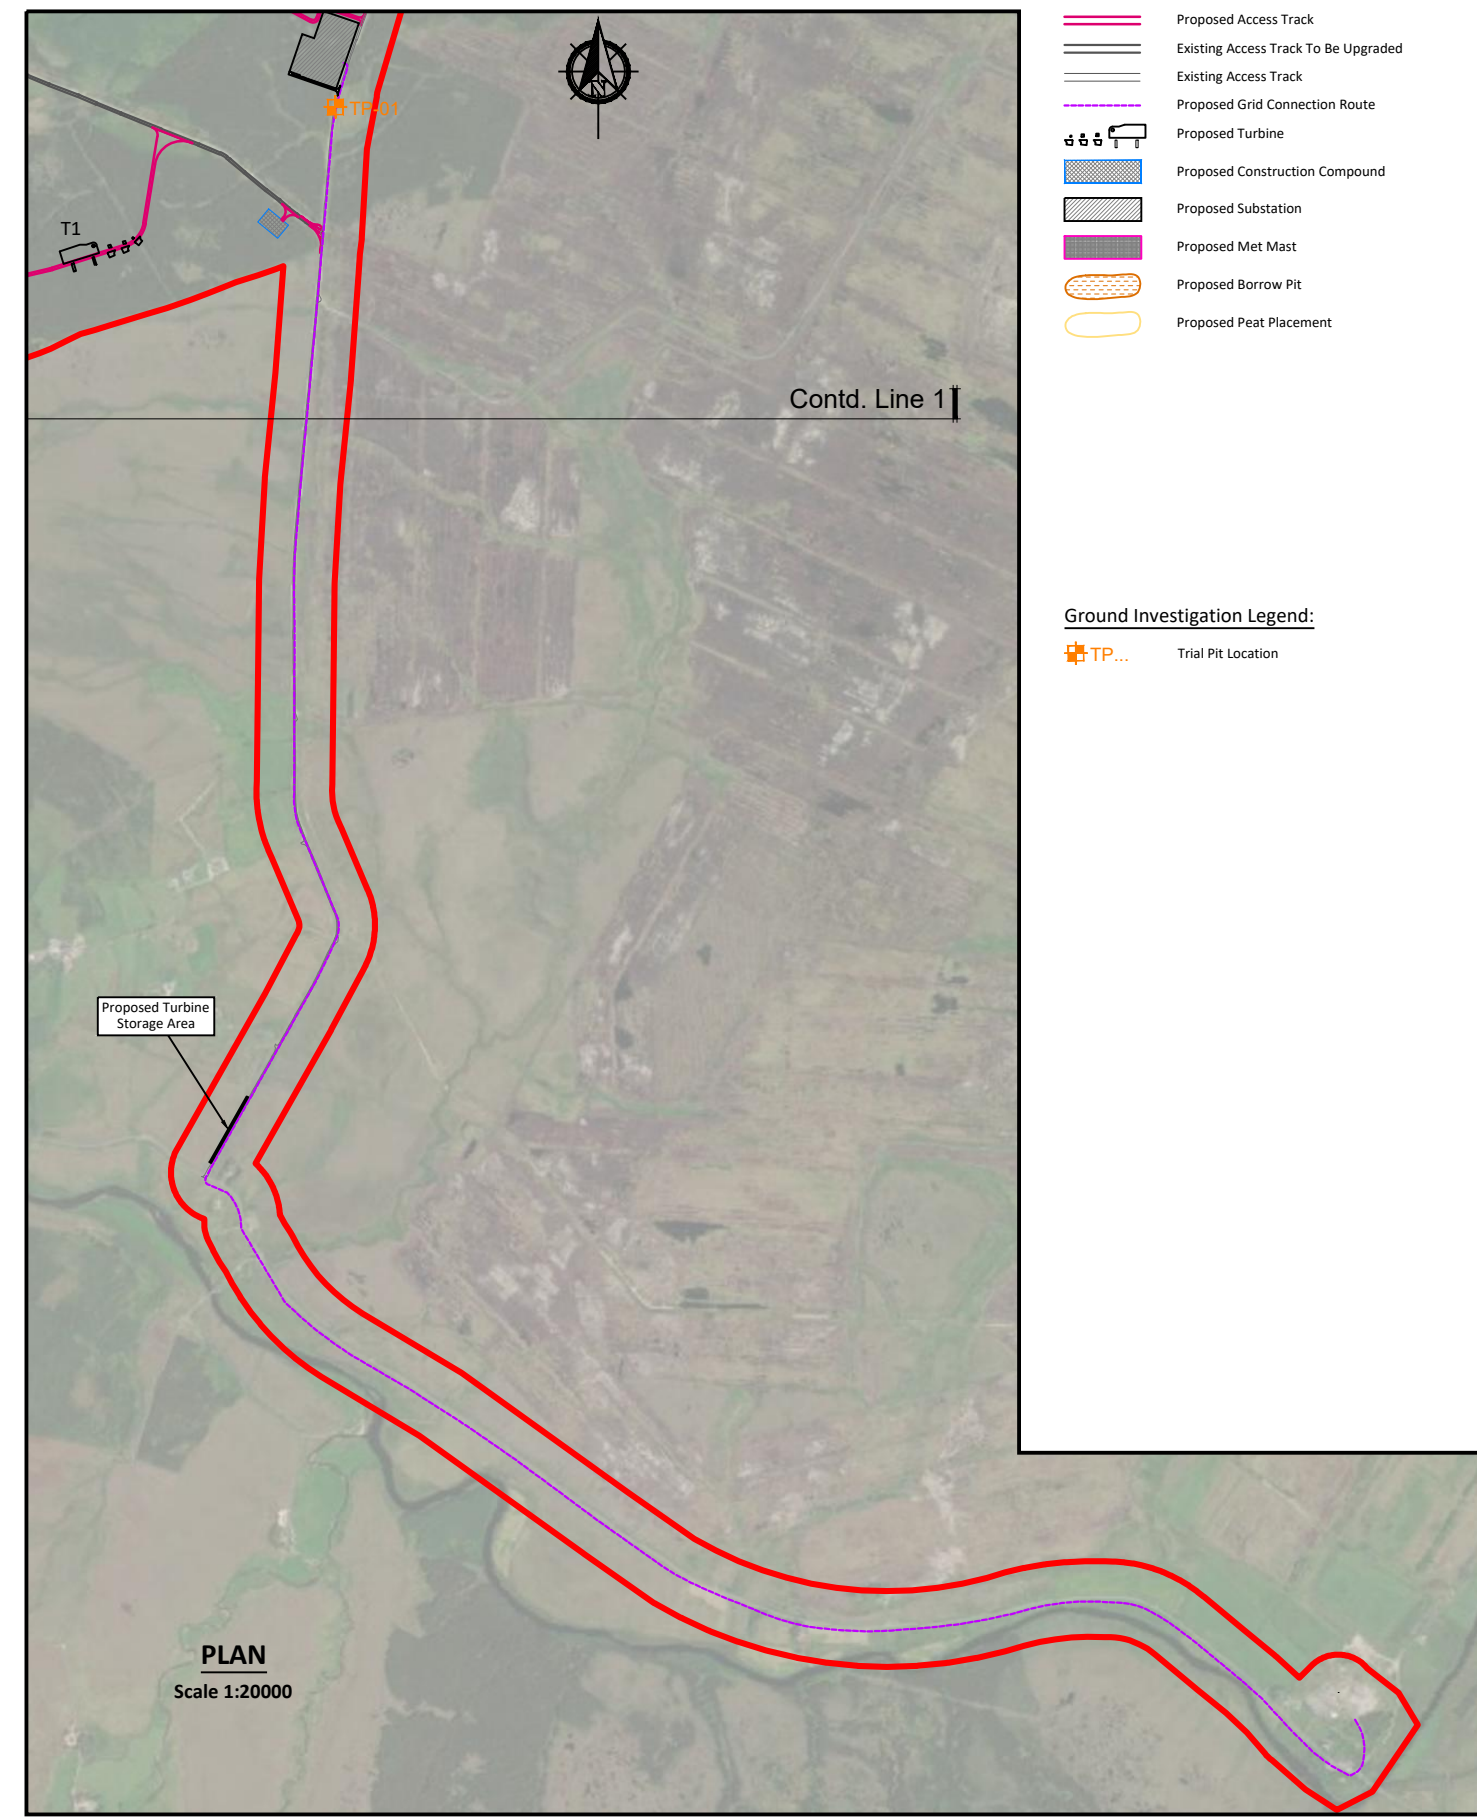 Proposed Access Track
Existing Access Track To Be Upgraded
Existing Access Track
Proposed Grid Connection Route
Proposed Turbine
Proposed Construction Compound
Proposed Substation
Proposed Met Mast
Proposed Borrow Pit
Proposed Peat Placement
N
TP-01
T1
Contd. Line 1
Ground Investigation Legend:
TP...
Trial Pit Location
Proposed Turbine
Storage Area
PLAN
Scale 1:20000